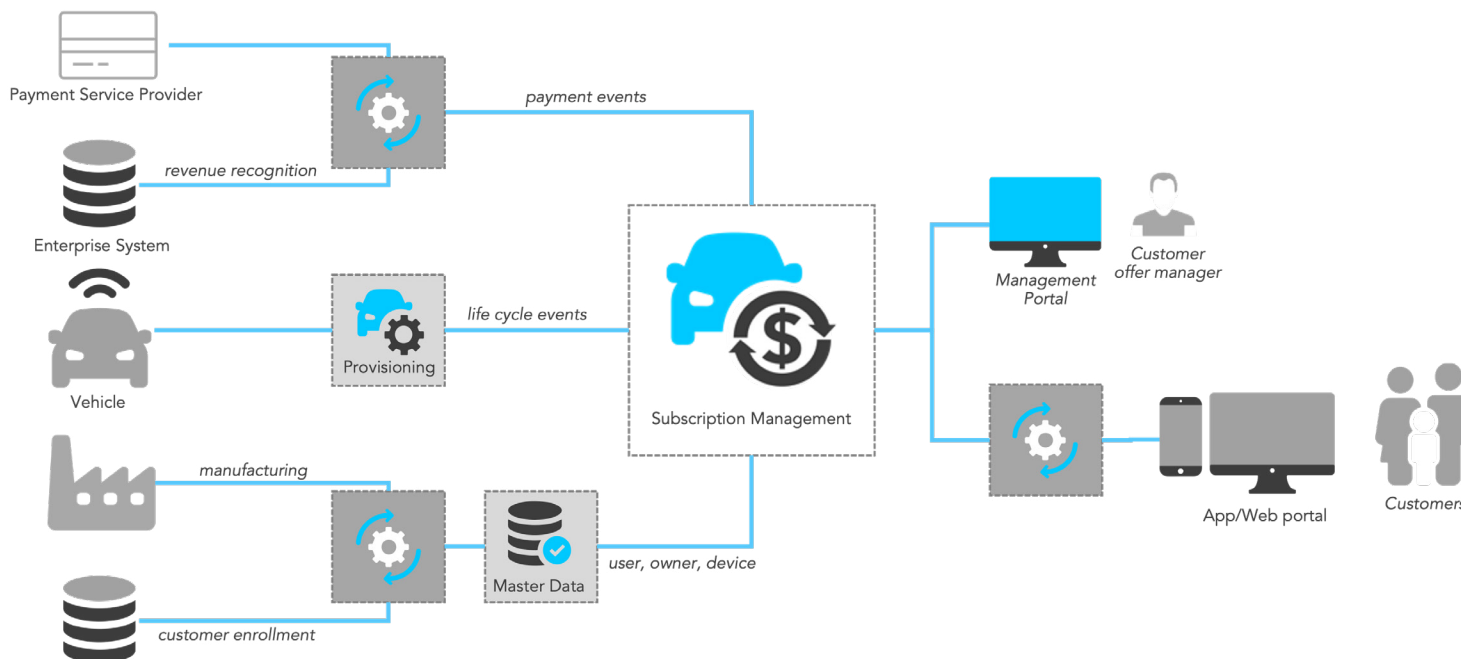 Payment Service Provider
payment events
revenue recognition
Enterprise System
Vehicle
Provisioning
life cycle events
$
Subscription Management
Management
Portal
Customer
offer manager
App/Web portal
Customers
manufacturing
Master Data
user, owner, device
customer enrollment